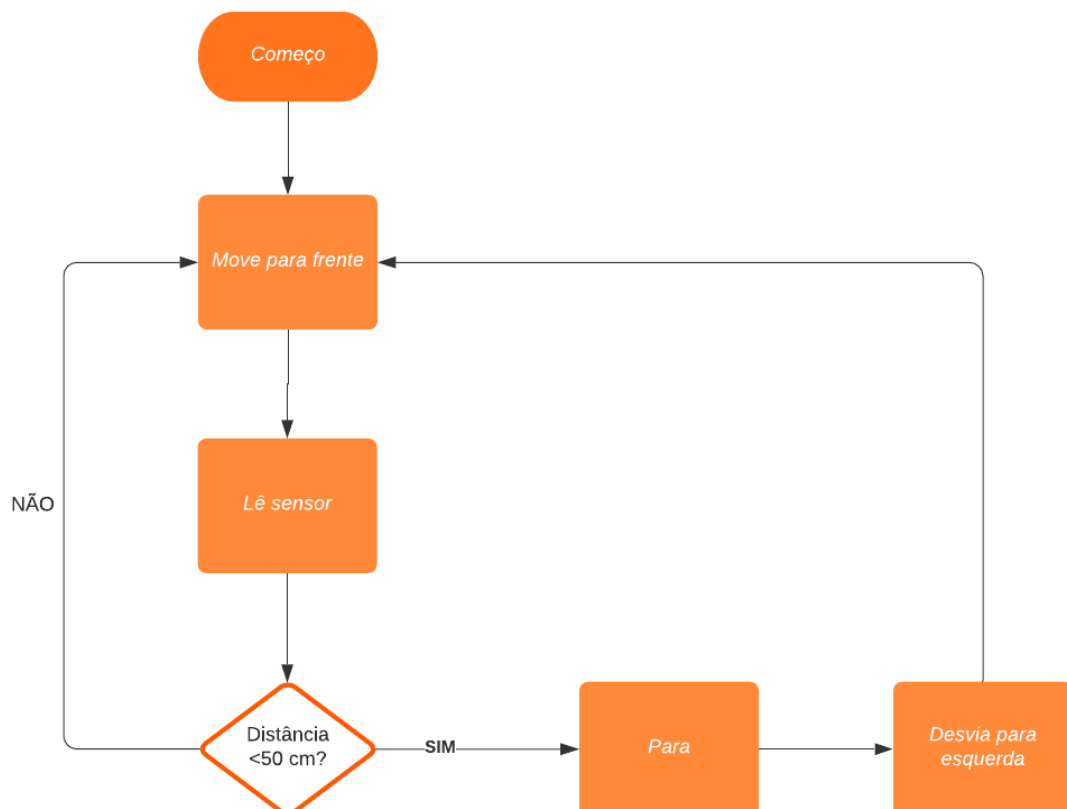 Começo
Move para frente
Lê sensor
NÃO
Distância
<50 cm?
SIM
Para
Desvia para
esquerda